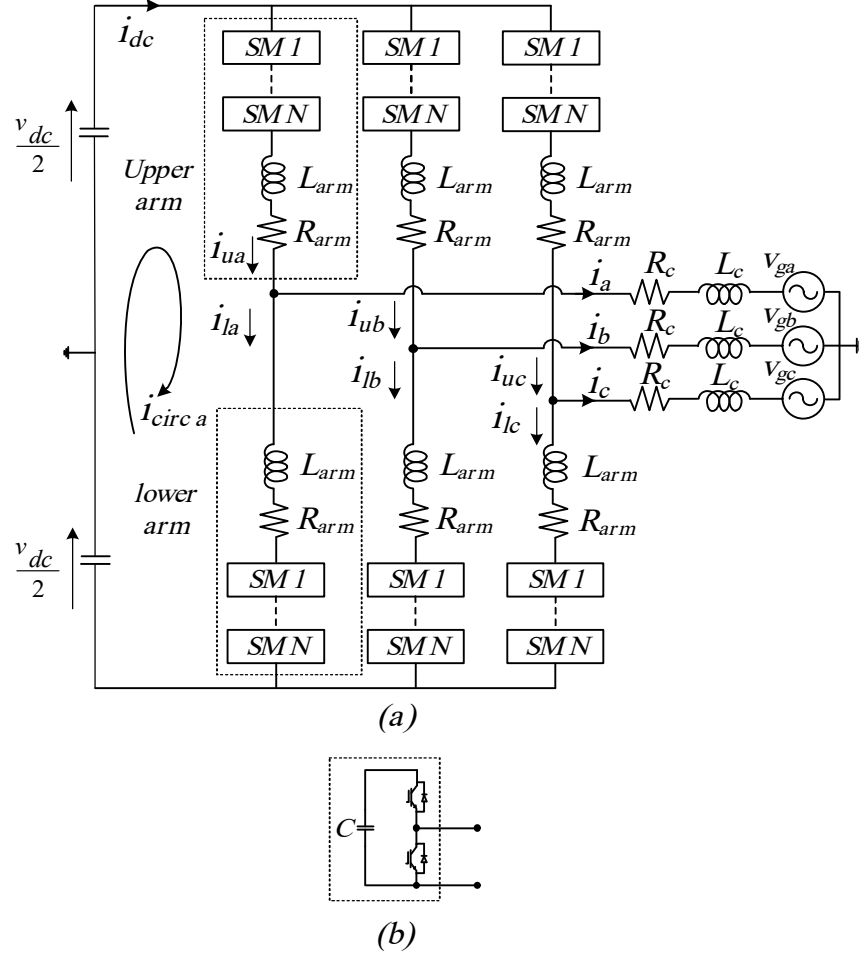 i_dc
SM 1 SM 1 SM 1
SM N SM N SM N
v_dc/2
Upper
arm
L_arm L_arm L_arm
R_arm R_arm R_arm
i_ua
i_a R_c L_c v_ga
i_la i_ub i_b R_c L_c v_gb
i_lb i_uc i_c R_c L_c v_gc
i_circ a i_lc
lower
arm
L_arm L_arm L_arm
R_arm R_arm R_arm
v_dc/2
SM 1 SM 1 SM 1
SM N SM N SM N
(a)
C
(b)